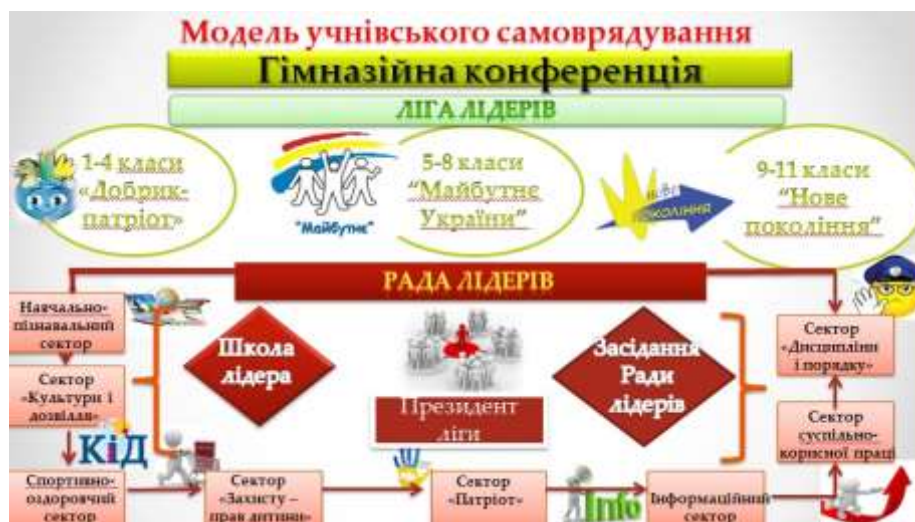 Модель учнівського самоврядування
Гімназійна конференція
ЛІГА ЛІДЕРІВ
1-4 класи
«Добрик-
патріот»
"Майбутнє"
5-8 класи
“Майбутнє
України”
нове
покоління
9-11 класи
“Нове
покоління”
РАДА ЛІДЕРІВ
Навчально-
пізнавальний
сектор
Школа
лідера
Президент
ліги
Засідання
Ради
лідерів
Сектор
«Дисципліни
і порядку»
Сектор
«Культури і
дозвілля»
КіД
Сектор
суспільно-
корисної праці
Спортивно-
оздоровчий
сектор
Сектор
«Захисту –
прав дитини»
Сектор
«Патріот»
Info
Інформаційний сектор